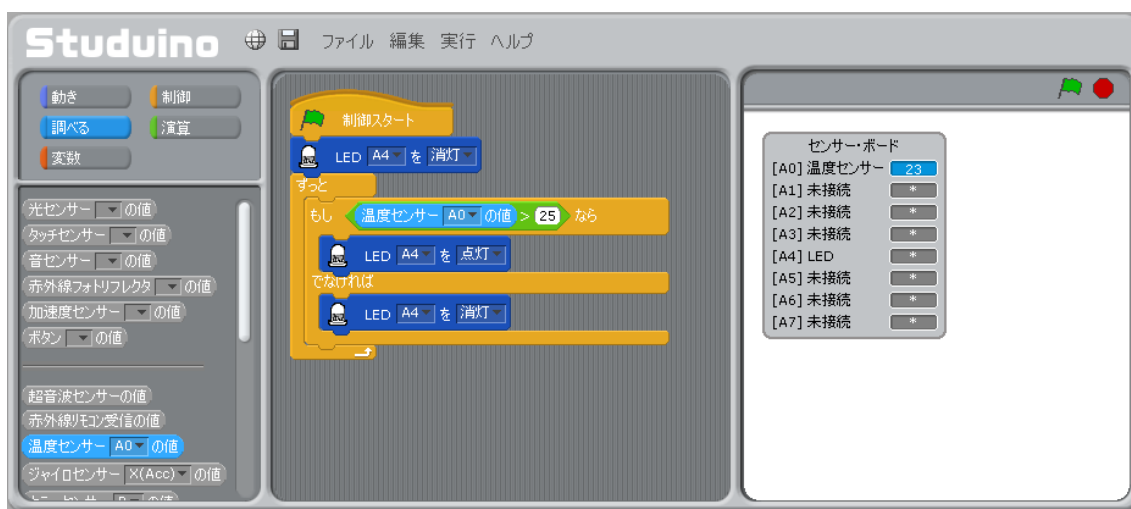 Studuino ファイル 編集 実行 ヘルプ
動き 制御
調べる 演算
変数
光センサー の値
タッチセンサー の値
音センサー の値
赤外線フォトリフレクタ の値
加速度センサー の値
ボタン の値
超音波センサーの値
赤外線リモコン受信の値
温度センサー A0 の値
ジャイロセンサー X(Acc) の値
制御スタート
LED A4 を 消灯
ずっと
もし 温度センサー A0 の値 > 25 なら
LED A4 を 点灯
でなければ
LED A4 を 消灯
センサー・ボード
[A0] 温度センサー 23
[A1] 未接続 *
[A2] 未接続 *
[A3] 未接続 *
[A4] LED *
[A5] 未接続 *
[A6] 未接続 *
[A7] 未接続 *